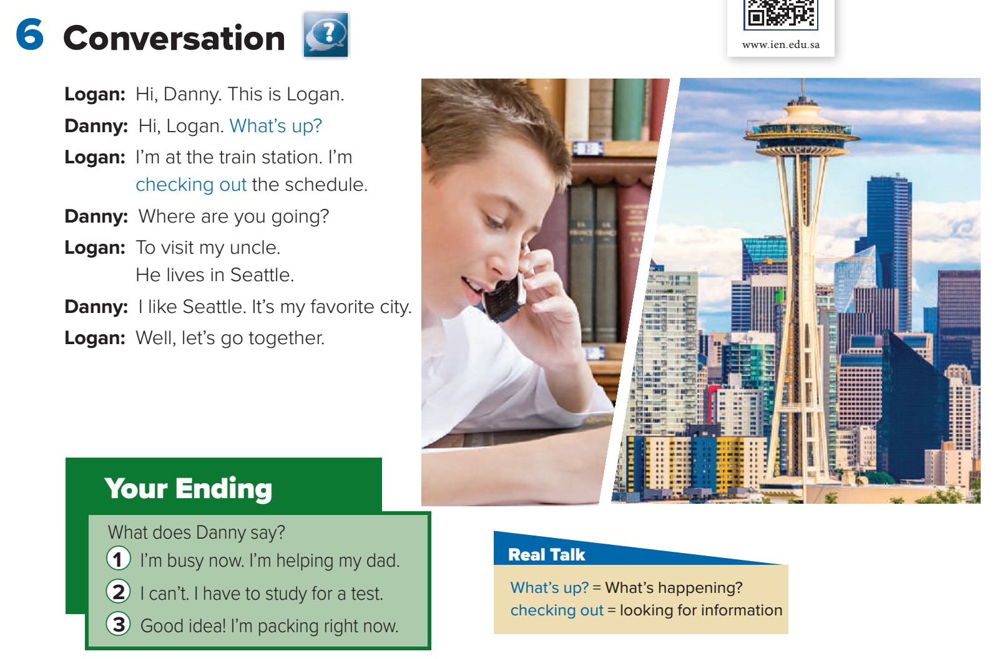 6 Conversation
?
www.ien.edu.sa
Logan: Hi, Danny. This is Logan.
Danny: Hi, Logan. What's up?
Logan: I'm at the train station. I'm
checking out the schedule.
Danny: Where are you going?
Logan: To visit my uncle.
He lives in Seattle.
Danny: I like Seattle. It's my favorite city.
Logan: Well, let's go together.
Your Ending
What does Danny say?
1 I'm busy now. I'm helping my dad.
2 I can't. I have to study for a test.
3 Good idea! I'm packing right now.
Real Talk
What's up? = What's happening?
checking out = looking for information